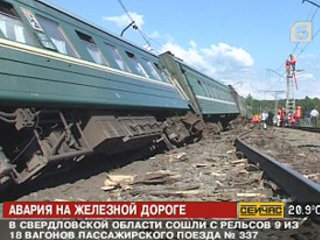 5
АВАРИЯ НА ЖЕЛЕЗНОЙ ДОРОГЕ
СЕЙЧАС 20.9°C
В СВЕРДЛОВСКОЙ ОБЛАСТИ СОШЛИ С РЕЛЬСОВ 9 ИЗ
18 ВАГОНОВ ПАССАЖИРСКОГО ПОЕЗДА № 337